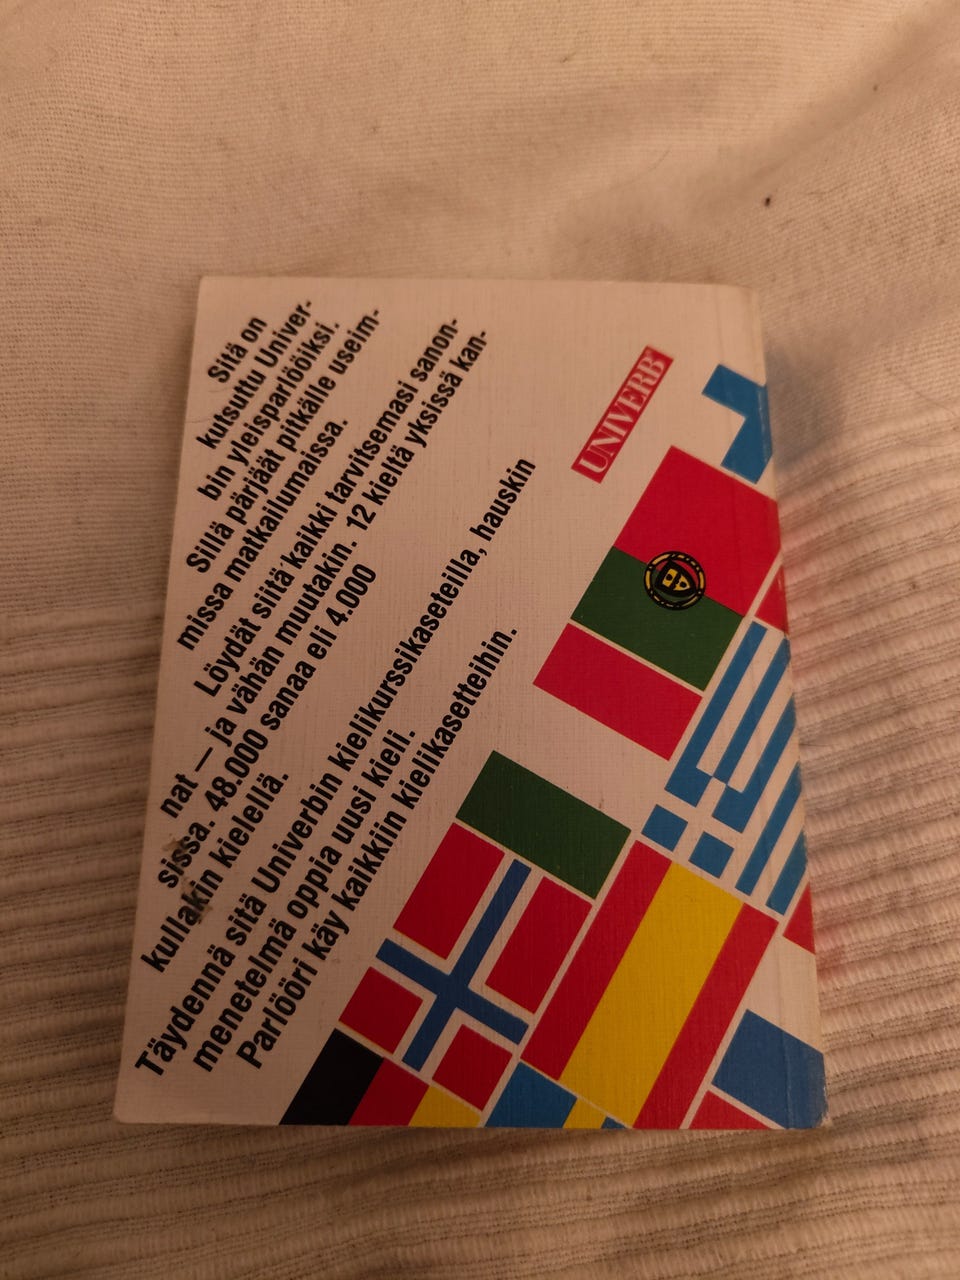 Sitä on
kutsuttu Univer-
bin yleisparlööiksi.
Sillä pärjäät pitkälle useim-
missa matkailumaissa.
Löydät siitä kaikki tarvitsemasi sanon-
nat — ja vähän muutakin. 12 kieltä yksissä kan-
sissa. 48.000 sanaa eli 4.000
kullakin kielellä.
Täydennä sitä Univerbin kielikurssikaseteilla, hauskin
menetelmä oppia uusi kieli.
Parlööri käy kaikkiin kielikasetteihin.
UNIVERB